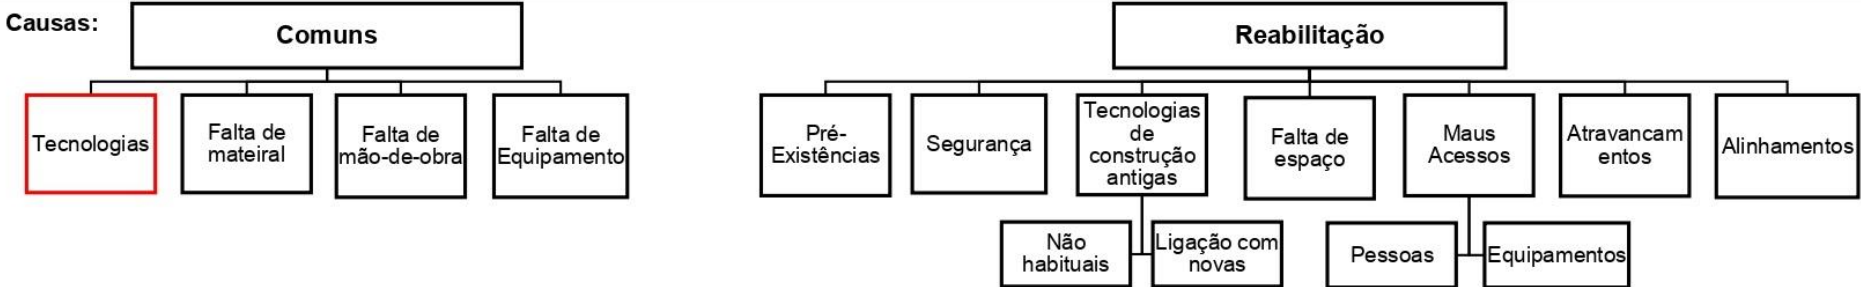 Causas:
Comuns
Reabilitação
Tecnologias
Falta de
mateiral
Falta de
mão-de-obra
Falta de
Equipamento
Pré-
Existências
Segurança
Tecnologias
de
construção
antigas
Falta de
espaço
Maus
Acessos
Atravancam
entos
Alinhamentos
Não
habituais
Ligação com
novas
Pessoas
Equipamentos